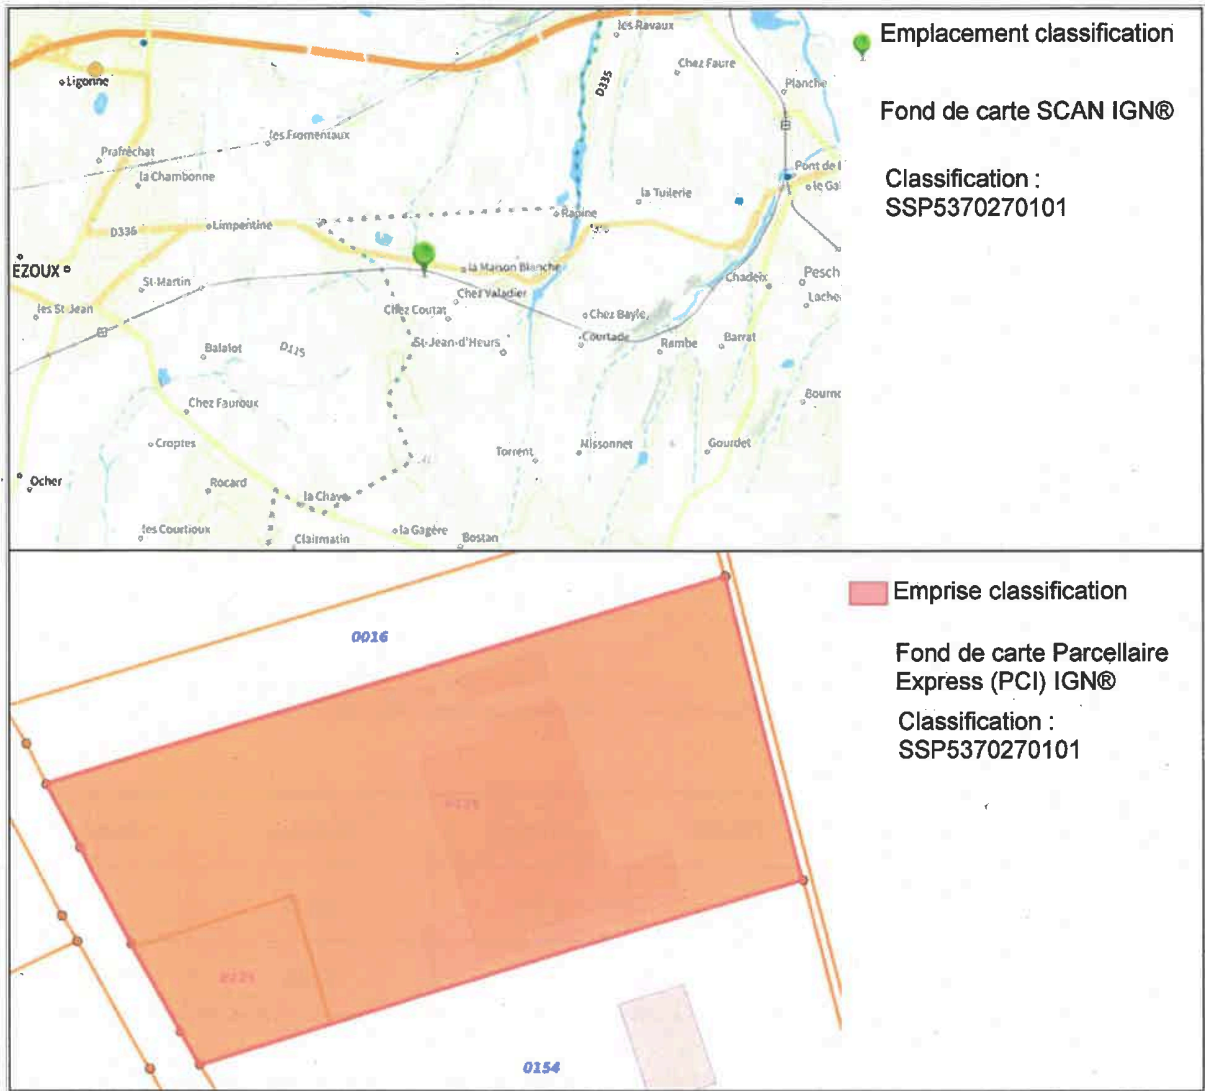 les Ravaux
Emplacement classification
Chez Faure
Ligonne
D335
Planche
Fond de carte SCAN IGN®
les Fromentaux
Prafréchat
la Chambonne
Pont de
Classification :
SSP5370270101
la Tuilerie
le Gal
D336
Limpentine
Rapine
EZOUX
la Maison Blanche
St-Martin
Chadeix
Pesch
Chez Valadier
les St Jean
Chez Coutat
Chez Bayle
Courtade
Barrat
Balalot
D115
St-Jean-d'Heurs
Rambe
Chez Fauroux
Bourn
Croptes
Torrent
Nissonnet
Gourdet
Ocher
Rocard
la Chave
les Courtioux
Clairmatin
la Gagère
Bostan
Emprise classification
0016
Fond de carte Parcellaire
Express (PCI) IGN®
Classification :
SSP5370270101
0154